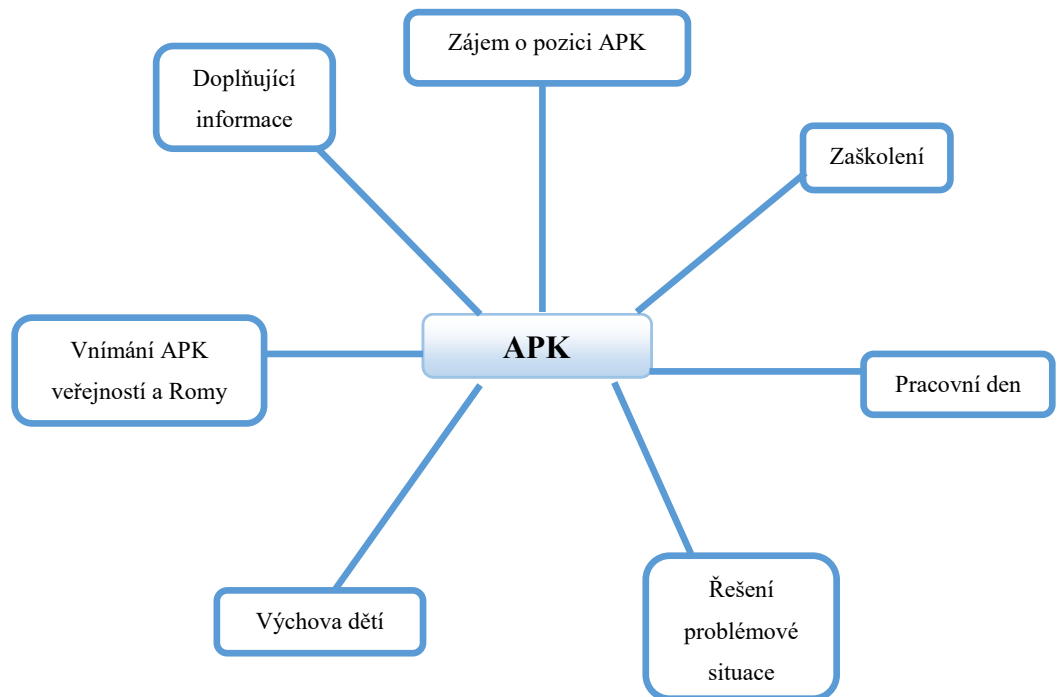 Zájem o pozici APK
Doplňující
informace
Zaškolení
APK
Vnímání APK
veřejností a Romy
Pracovní den
Výchova dětí
Řešení
problémové
situace